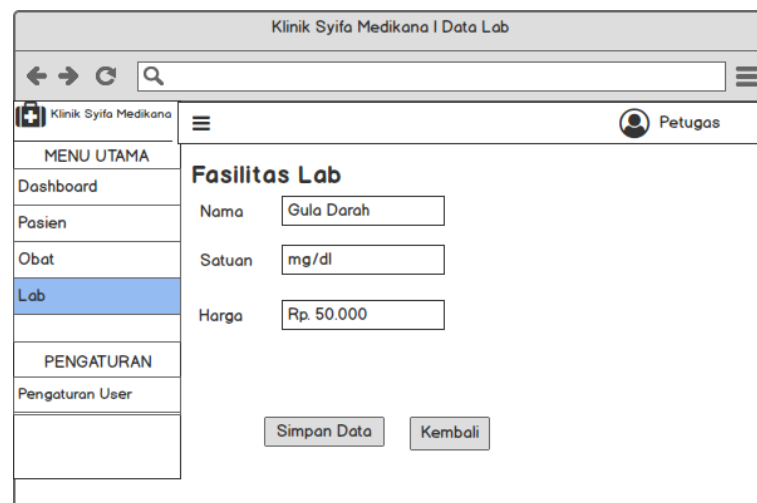 Klinik Syifa Medikana | Data Lab
Klinik Syifa Medikana
Petugas
MENU UTAMA
Dashboard
Pasien
Obat
Lab
PENGATURAN
Pengaturan User
Fasilitas Lab
Nama Gula Darah
Satuan mg/dl
Harga Rp. 50.000
Simpan Data Kembali